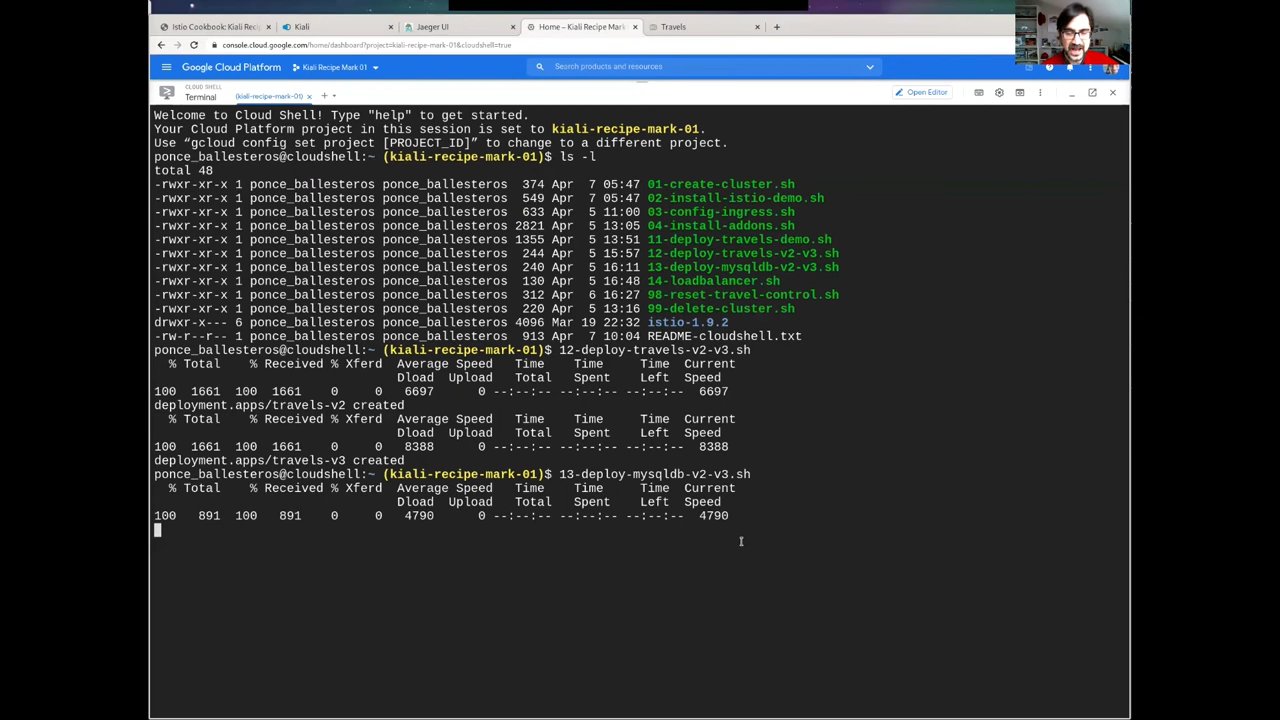 Istio Cookbook: Kiali Reci
Kiali
Jaeger UI
Home – Kiali Recipe Mark
Travels
console.cloud.google.com/home/dashboard?project=kiali-recipe-mark-01&cloudshell=true
Google Cloud Platform
Kiali Recipe Mark 01
Search products and resources
CLOUD SHELL
Terminal
(kiali-recipe-mark-01)
Open Editor
Welcome to Cloud Shell! Type "help" to get started.
Your Cloud Platform project in this session is set to kiali-recipe-mark-01.
Use “gcloud config set project [PROJECT_ID]” to change to a different project.
ponce_ballesteros@cloudshell:~ (kiali-recipe-mark-01)$ ls -l
total 48
-rwxr-xr-x 1 ponce_ballesteros ponce_ballesteros  374 Apr  7 05:47 01-create-cluster.sh
-rwxr-xr-x 1 ponce_ballesteros ponce_ballesteros  549 Apr  7 05:47 02-install-istio-demo.sh
-rwxr-xr-x 1 ponce_ballesteros ponce_ballesteros  633 Apr  5 11:00 03-config-ingress.sh
-rwxr-xr-x 1 ponce_ballesteros ponce_ballesteros 2821 Apr  5 13:05 04-install-addons.sh
-rwxr-xr-x 1 ponce_ballesteros ponce_ballesteros 1355 Apr  5 13:51 11-deploy-travels-demo.sh
-rwxr-xr-x 1 ponce_ballesteros ponce_ballesteros  244 Apr  5 15:57 12-deploy-travels-v2-v3.sh
-rwxr-xr-x 1 ponce_ballesteros ponce_ballesteros  240 Apr  5 16:11 13-deploy-mysqldb-v2-v3.sh
-rwxr-xr-x 1 ponce_ballesteros ponce_ballesteros  130 Apr  5 16:48 14-loadbalancer.sh
-rwxr-xr-x 1 ponce_ballesteros ponce_ballesteros  312 Apr  6 16:27 98-reset-travel-control.sh
-rwxr-xr-x 1 ponce_ballesteros ponce_ballesteros  220 Apr  5 13:16 99-delete-cluster.sh
drwxr-x--- 6 ponce_ballesteros ponce_ballesteros 4096 Mar 19 22:32 istio-1.9.2
-rw-r--r-- 1 ponce_ballesteros ponce_ballesteros  913 Apr  7 10:04 README-cloudshell.txt
ponce_ballesteros@cloudshell:~ (kiali-recipe-mark-01)$ 12-deploy-travels-v2-v3.sh
% Total    % Received % Xferd  Average Speed   Time    Time     Time  Current
Dload  Upload   Total   Spent    Left  Speed
100  1661  100  1661    0     0   6697      0 --:--:-- --:--:-- --:--:--  6697
deployment.apps/travels-v2 created
% Total    % Received % Xferd  Average Speed   Time    Time     Time  Current
Dload  Upload   Total   Spent    Left  Speed
100  1661  100  1661    0     0   8388      0 --:--:-- --:--:-- --:--:--  8388
deployment.apps/travels-v3 created
ponce_ballesteros@cloudshell:~ (kiali-recipe-mark-01)$ 13-deploy-mysqldb-v2-v3.sh
% Total    % Received % Xferd  Average Speed   Time    Time     Time  Current
Dload  Upload   Total   Spent    Left  Speed
100   891  100   891    0     0   4790      0 --:--:-- --:--:-- --:--:--  4790